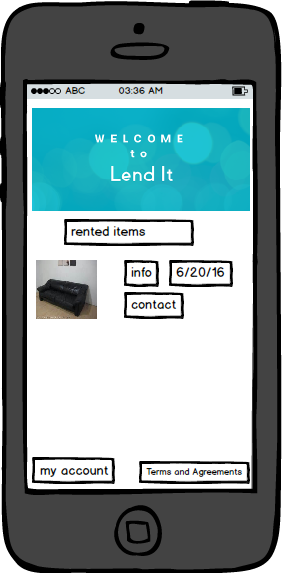 ABC 03:36 AM
WELCOME
to
Lend It
rented items
info 6/20/16
contact
my account Terms and Agreements